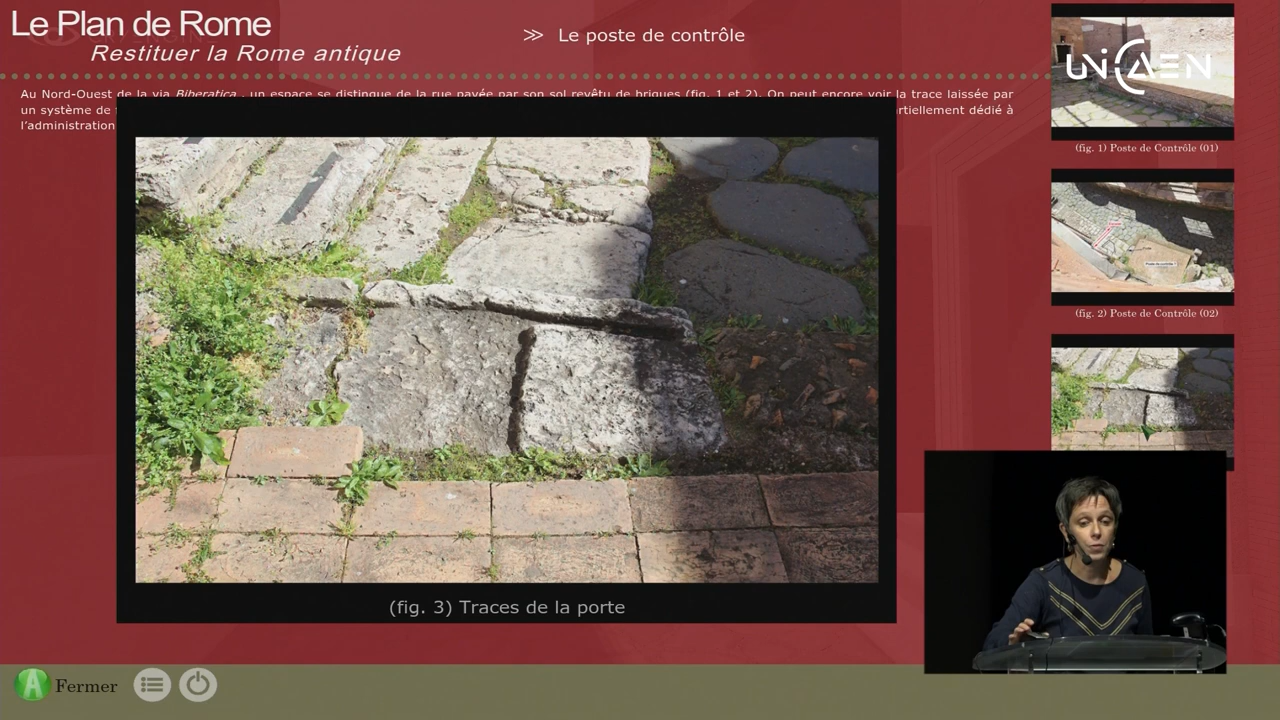 Le Plan de Rome
Restituer la Rome antique
>> Le poste de contrôle
UNICAEN
Au Nord-Ouest de la via Biberatica , un espace se distingue de la rue pavée par son sol revêtu de briques (fig. 1 et 2). On peut encore voir la trace laissée par
un système de
l'administration
(fig. 1) Poste de Contrôle (01)
(fig. 2) Poste de Contrôle (02)
(fig. 3) Traces de la porte
A Fermer